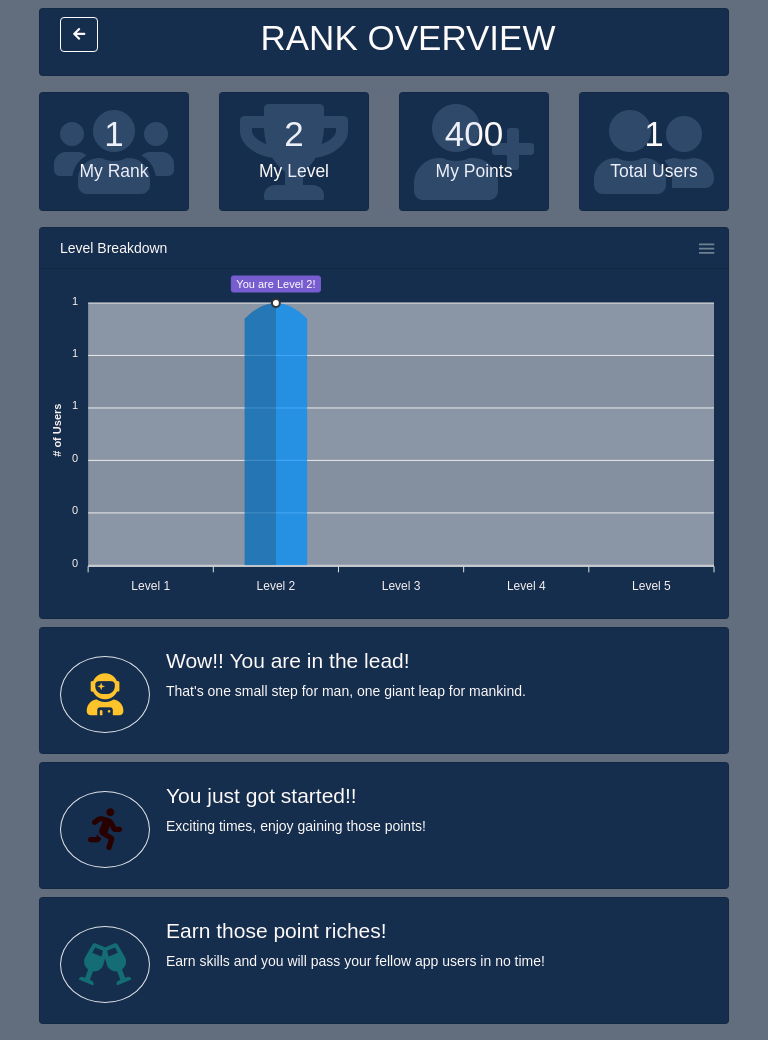 RANK OVERVIEW
1
My Rank
2
My Level
400
My Points
1
Total Users
Level Breakdown
You are Level 2!
1
1
1
0
0
0
# of Users
Level 1
Level 2
Level 3
Level 4
Level 5
Wow!! You are in the lead!
That's one small step for man, one giant leap for mankind.
You just got started!!
Exciting times, enjoy gaining those points!
Earn those point riches!
Earn skills and you will pass your fellow app users in no time!